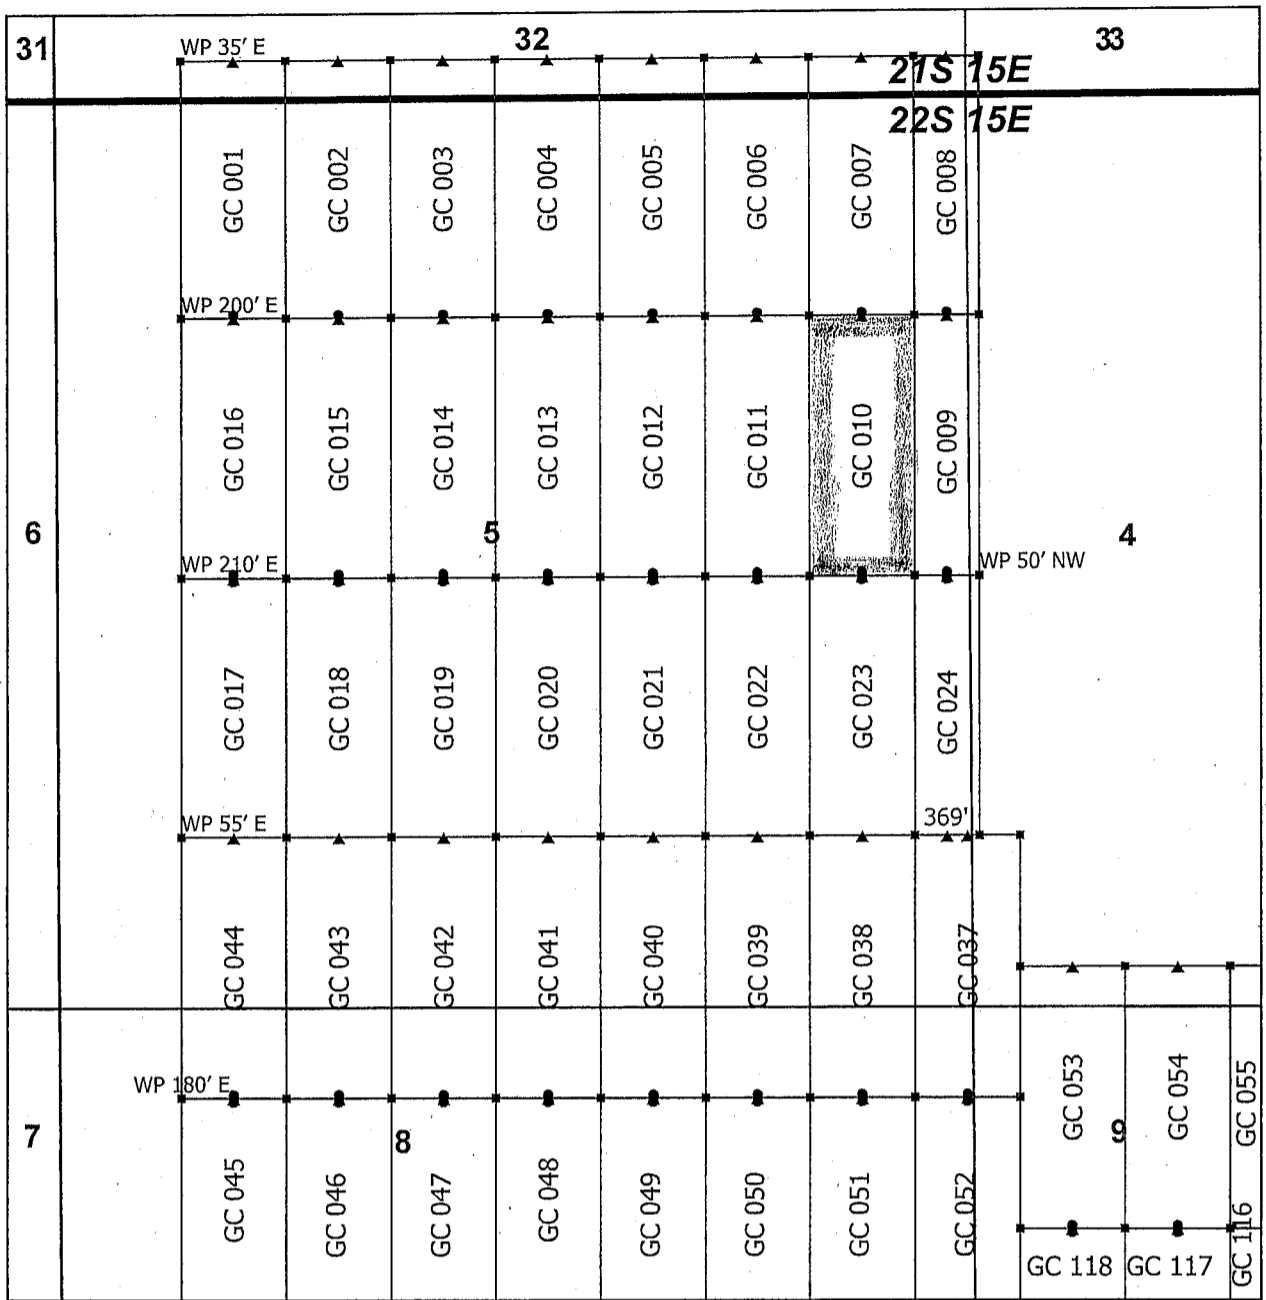 31
WP 35' E
32
33
21S 15E
22S 15E
GC 001
GC 002
GC 003
GC 004
GC 005
GC 006
GC 007
GC 008
WP 200' E
GC 016
GC 015
GC 014
GC 013
GC 012
GC 011
GC 010
GC 009
6
5
4
WP 210' E
WP 50' NW
GC 017
GC 018
GC 019
GC 020
GC 021
GC 022
GC 023
GC 024
WP 55' E
369'
GC 044
GC 043
GC 042
GC 041
GC 040
GC 039
GC 038
GC 037
WP 180' E
GC 053
GC 054
GC 055
7
8
9
GC 045
GC 046
GC 047
GC 048
GC 049
GC 050
GC 051
GC 052
GC 118
GC 117
GC 116